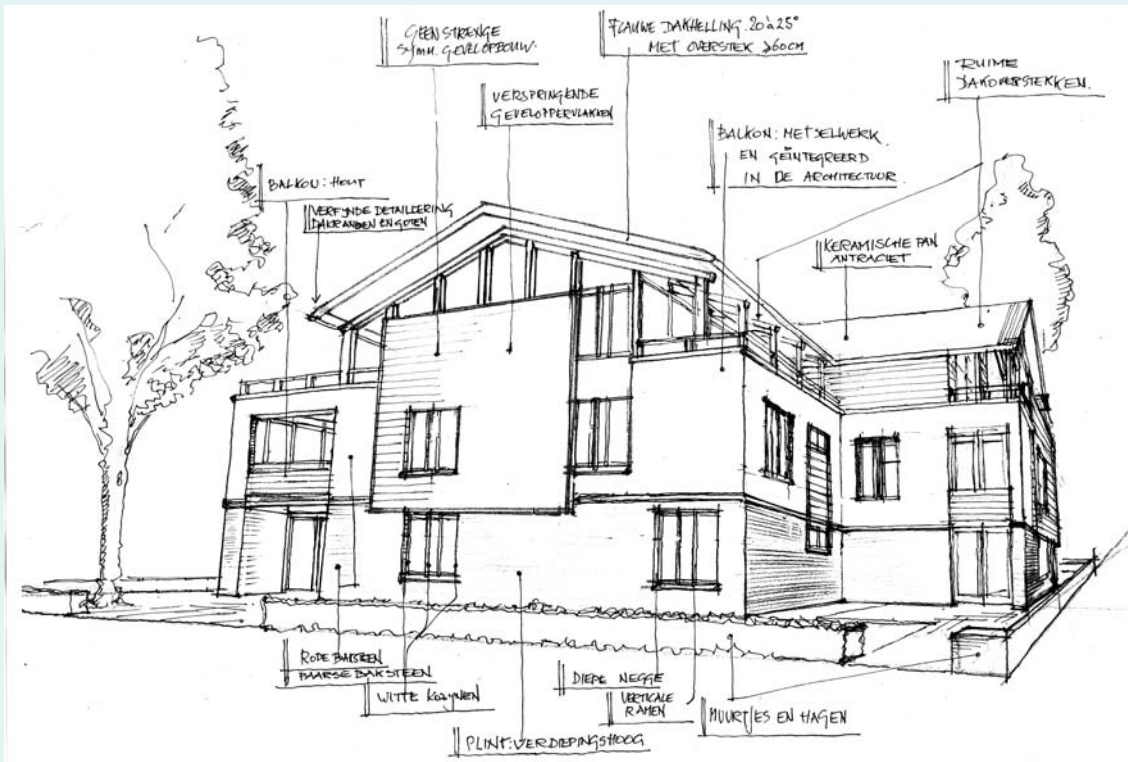 GEEN STRENGE
SYMM. GEVELOPBOUW.
FLAUWE DAKHELLING. 20 à 25°
MET OVERSTEK ≥60CM
RUIME
DAKOVERSTEKKEN.
VERSPRINGENDE
GEVELOPPERVLAKKEN
BALKON: METSELWERK
EN GEÏNTEGREERD
IN DE ARCHITECTUUR.
BALKON: HOUT
VERFIJNDE DETAILLERING
DAKRANDEN EN GOTEN
KERAMISCHE PAN
ANTRACIET
RODE
PAARSE BAKSTEEN
WITTE KOZIJNEN
DIEPE NEGGE
VERTICALE
RAMEN
MUURTJES EN HAGEN
PLINT: VERDIEPINGSHOOG